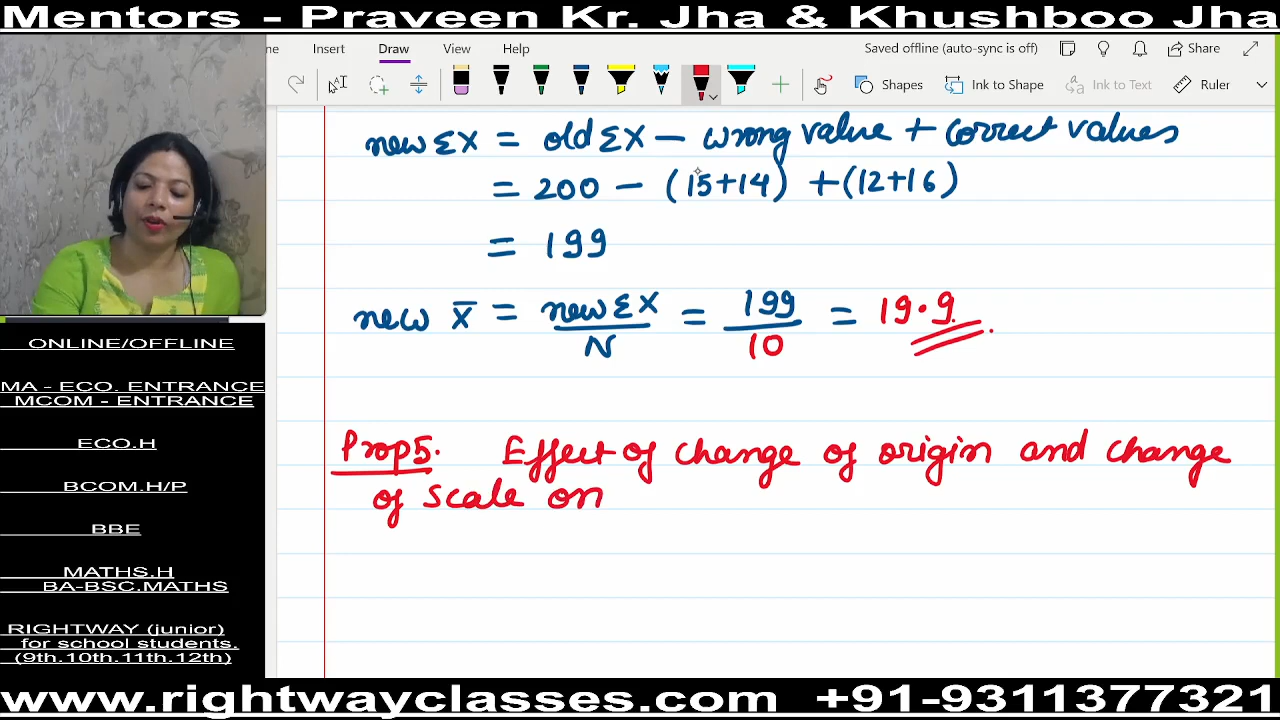 Mentors - Praveen Kr. Jha & Khushboo Jha
Insert Draw View Help
Saved offline (auto-sync is off) Share
Shapes Ink to Shape Ink to Text Ruler
new ΣX = old ΣX - wrong value + correct values
= 200 - (15+14) + (12+16)
= 199
new x̄ = new ΣX / N = 199 / 10 = 19.9
Prop 5. Effect of change of origin and change
of scale on
ONLINE/OFFLINE
MA - ECO. ENTRANCE
MCOM - ENTRANCE
ECO.H
BCOM.H/P
BBE
MATHS.H
BA-BSC.MATHS
RIGHTWAY (junior)
for school students.
(9th.10th.11th.12th)
www.rightwayclasses.com +91-9311377321